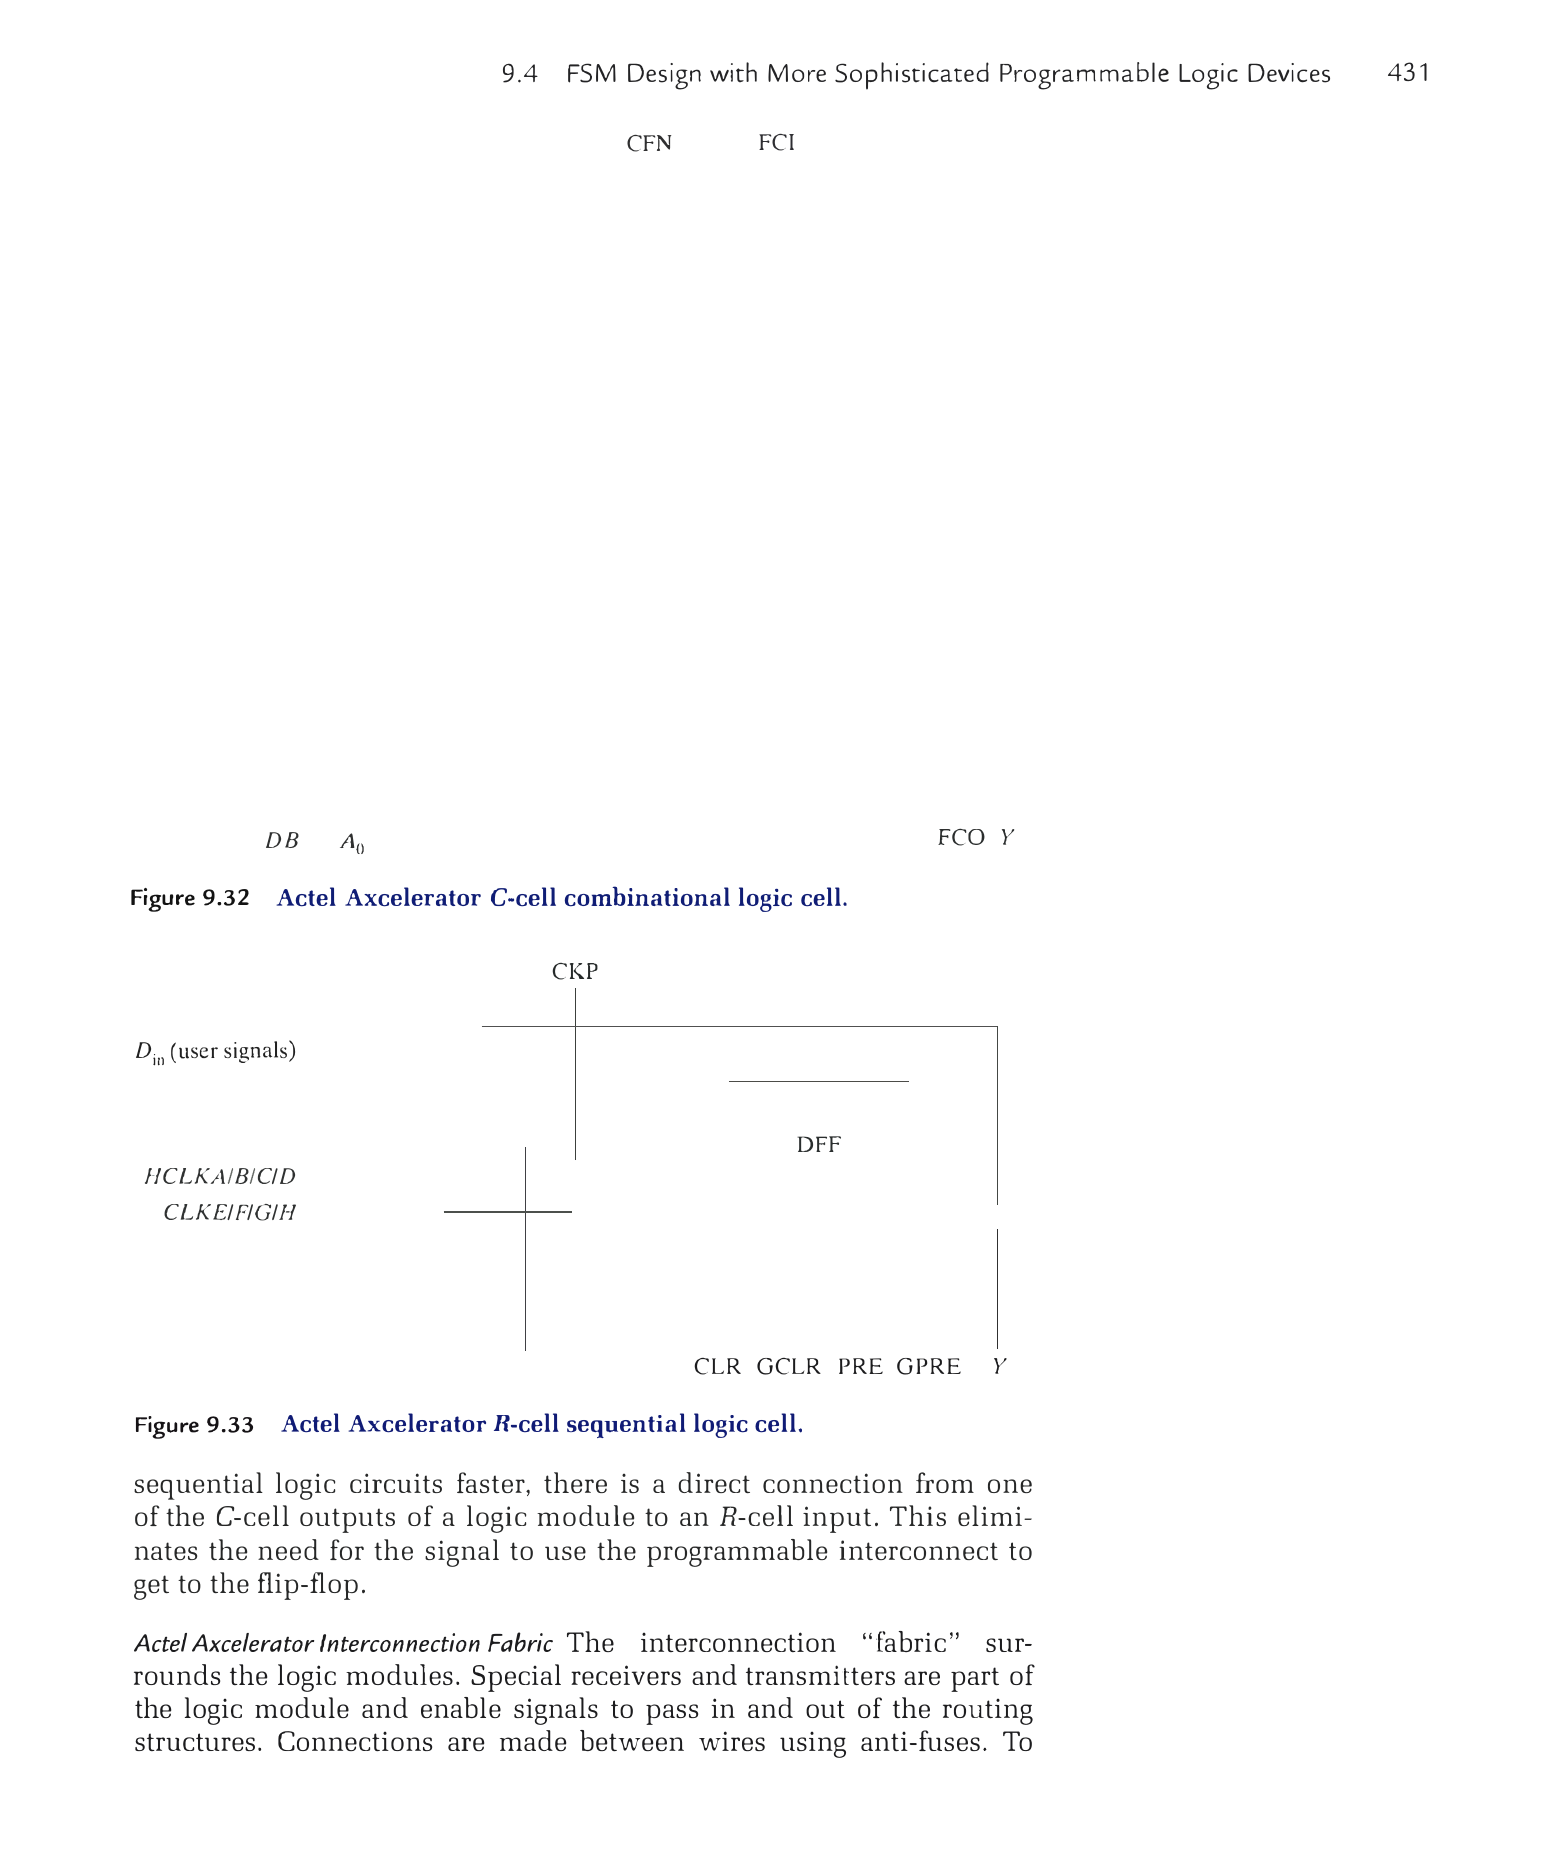 9.4 FSM Design with More Sophisticated Programmable Logic Devices 431
CFN FCI
DB A0 FCO Y
Figure 9.32 Actel Axcelerator C-cell combinational logic cell.
CKP
Din (user signals)
DFF
HCLKA/B/C/D
CLKE/F/G/H
CLR GCLR PRE GPRE Y
Figure 9.33 Actel Axcelerator R-cell sequential logic cell.
sequential logic circuits faster, there is a direct connection from one
of the C-cell outputs of a logic module to an R-cell input. This elimi-
nates the need for the signal to use the programmable interconnect to
get to the flip-flop.
Actel Axcelerator Interconnection Fabric The interconnection “fabric” sur-
rounds the logic modules. Special receivers and transmitters are part of
the logic module and enable signals to pass in and out of the routing
structures. Connections are made between wires using anti-fuses. To